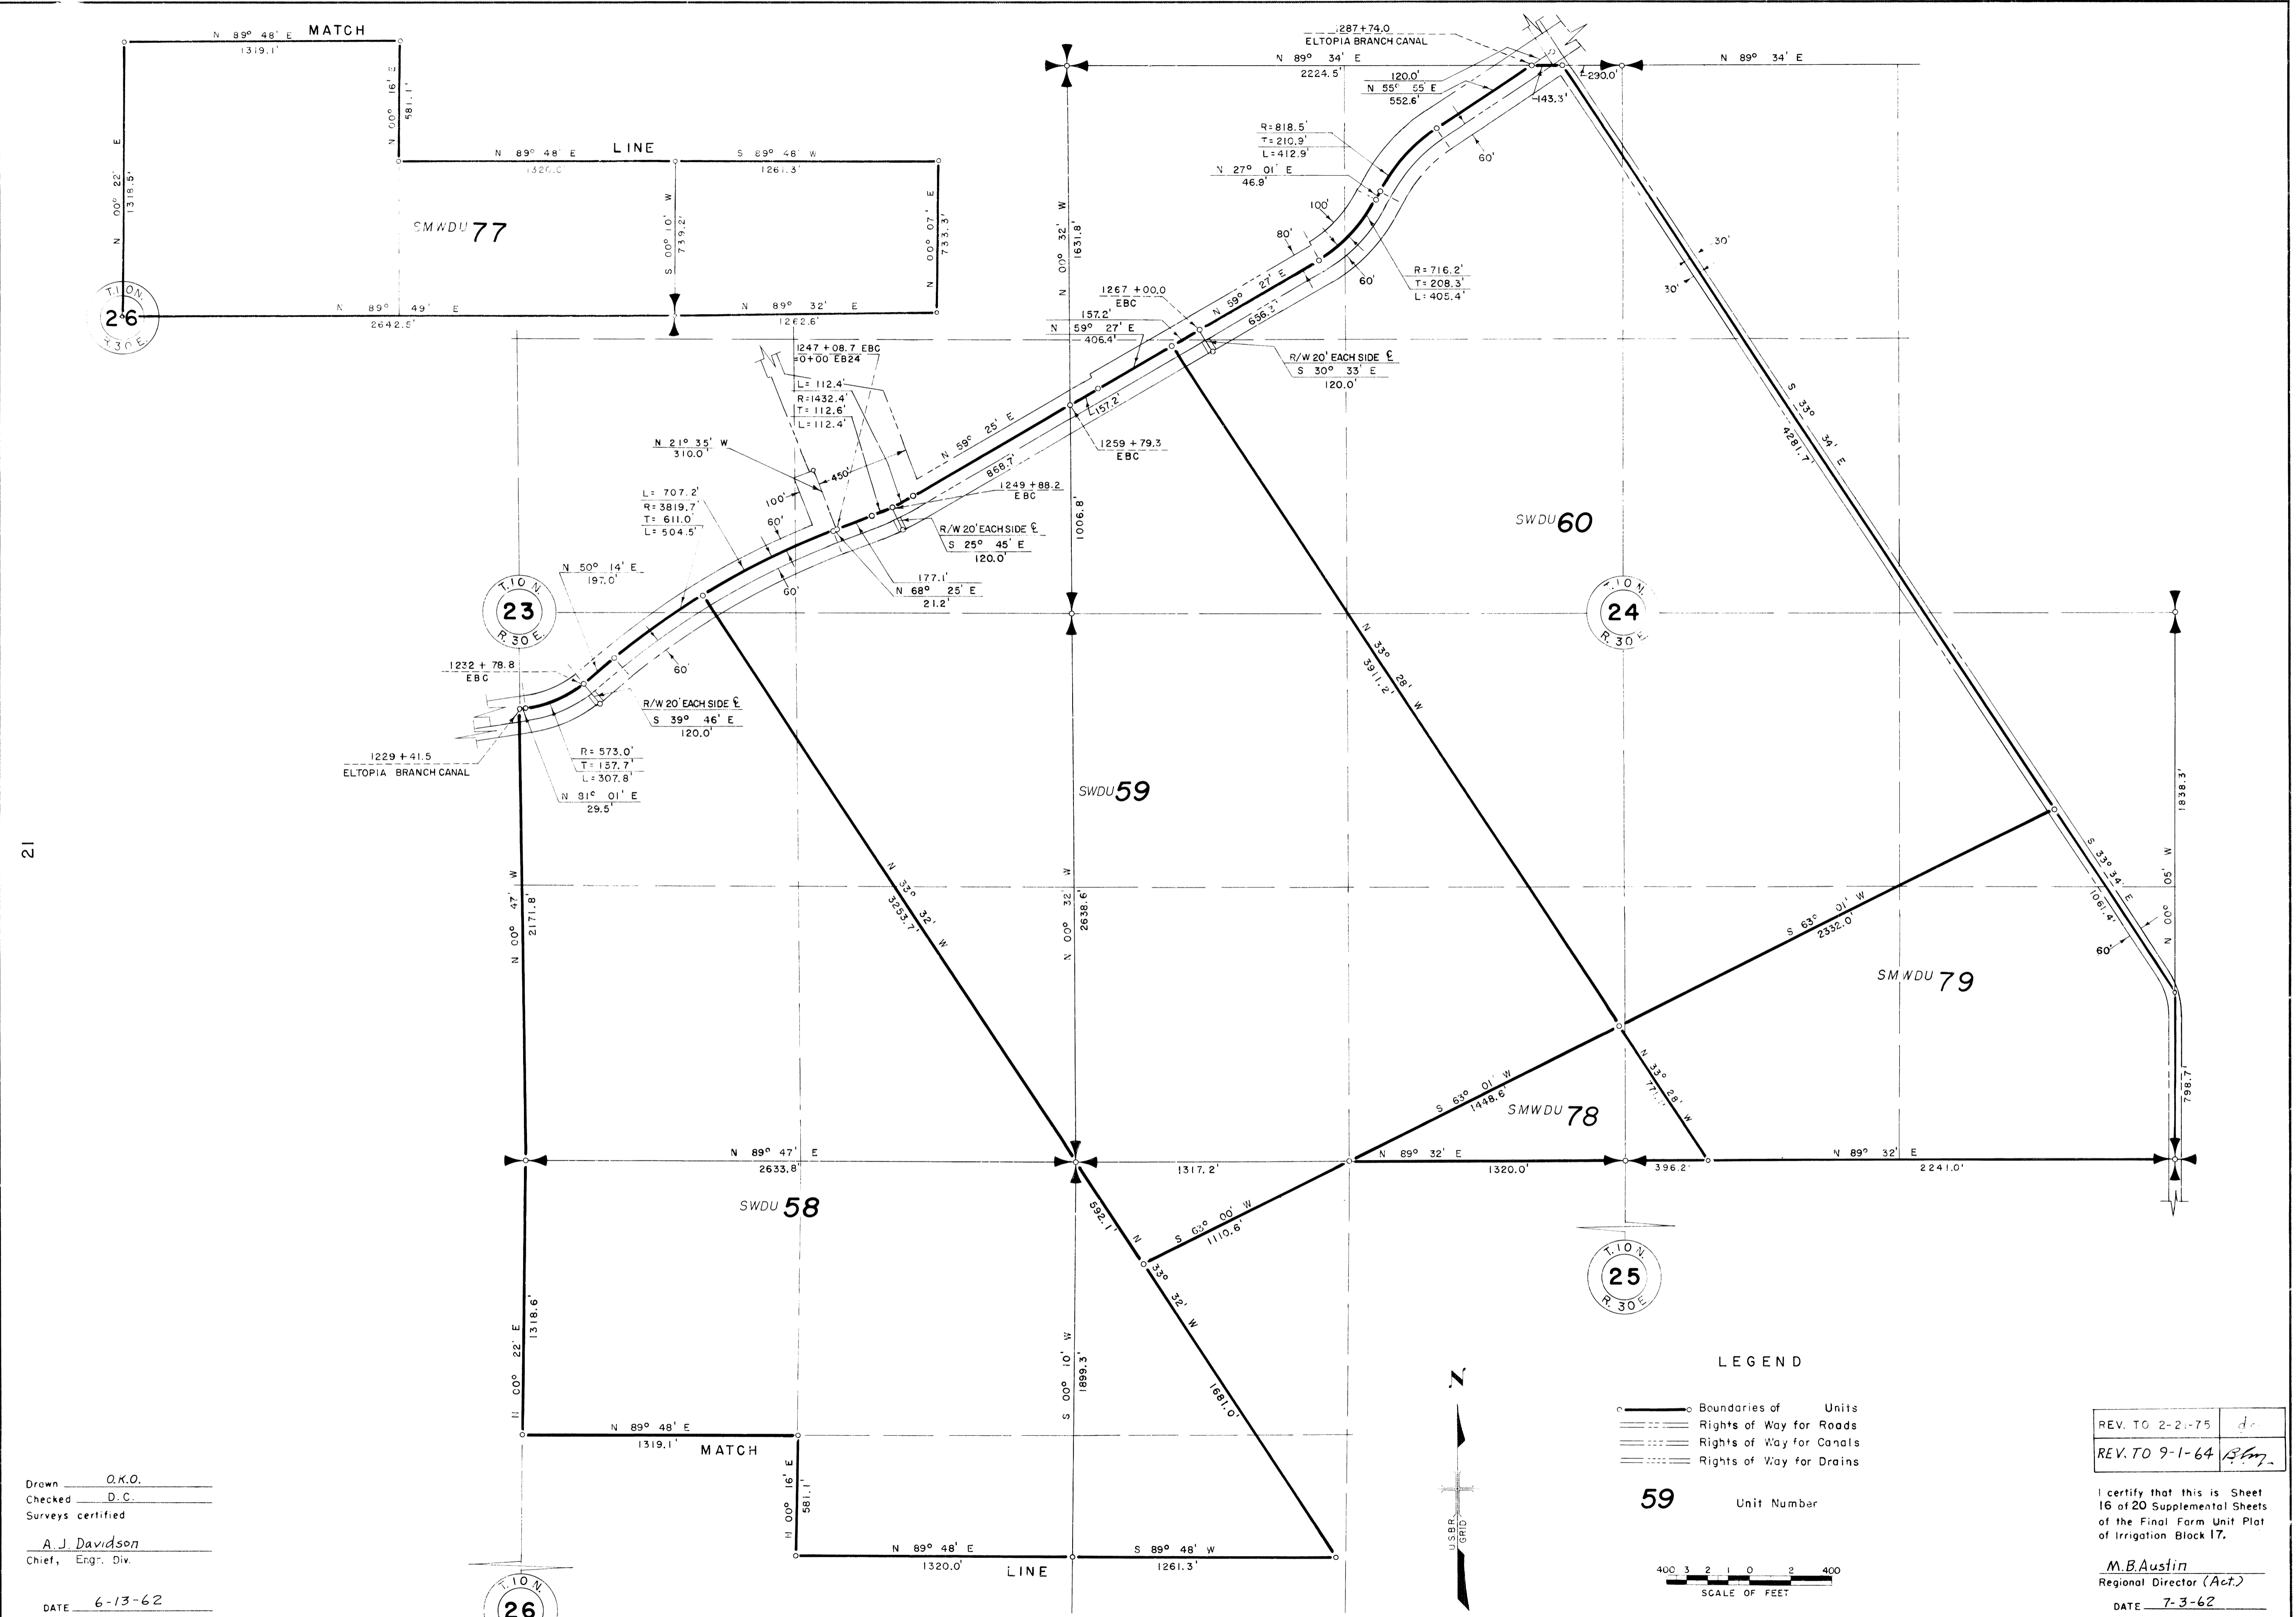 N 89° 48' E MATCH
1319.1'
N 00° 16' E
581.1'
N 00° 22' E
1318.5'
N 89° 48' E LINE
1320.0
S 89° 48' W
1261.3'
SMWDU 77
S 00° 10' W
739.2'
N 00° 07' E
733.3'
T.10N.
26
N 89° 49' E
2642.5'
N 89° 32' E
1262.6'
1287+74.0
ELTOPIA BRANCH CANAL
N 89° 34' E
2224.5'
N 89° 34' E
290.0'
143.3'
120.0'
N 55° 55' E
552.6'
R=818.5'
T=210.9'
L=412.9'
N 27° 01' E
46.9'
60'
100'
80'
60'
R=716.2'
T=208.3'
L=405.4'
30'
30'
N 00° 32' W
1631.8'
1267 +00.0
EBC
N 59° 27' E
656.3'
157.2'
N 59° 27' E
406.4'
R/W 20' EACH SIDE ℄
S 30° 33' E
120.0'
1247 +08.7 EBC
=0+00 EB24
L= 112.4'
R=1432.4'
T= 112.6'
L=112.4'
N 21° 35' W
310.0'
450'
100'
N 59° 25' E
868.7'
157.2'
1259 +79.3
EBC
1249 +88.2
EBC
R/W 20' EACH SIDE ℄
S 25° 45' E
120.0'
L= 707.2'
R=3819.7'
T= 611.0'
L= 504.5'
60'
60'
177.1'
N 68° 25' E
21.2'
1006.8'
S 33° 34' E
4281.7'
SWDU 60
N 50° 14' E
197.0'
T.10 N.
23
R. 30 E.
T.10 N.
24
R. 30 E.
1232 + 78.8
EBC
60'
R/W 20' EACH SIDE ℄
S 39° 46' E
120.0'
1229 +41.5
ELTOPIA BRANCH CANAL
R= 573.0'
T= 137.7'
L=307.8'
N 81° 01' E
29.5'
N 33° 28' W
3911.2'
SWDU 59
1838.3'
N 00° 05' W
S 33° 34' E
1061.4'
60'
N 00° 47' W
2171.8'
N 33° 32' W
3253.7'
N 00° 32' W
2638.6'
S 63° 01' W
2332.0'
SMWDU 79
S 63° 01' W
1448.6'
N 33° 28' W
771.1'
SMWDU 78
798.7'
N 89° 47' E
2633.8'
1317.2'
N 89° 32' E
1320.0'
396.2'
N 89° 32' E
2241.0'
SWDU 58
592.1'
S 63° 00' W
1110.6'
N 33° 32' W
1681.0'
T.10 N.
25
R. 30 E.
N 00° 22' E
1318.6'
S 00° 10' W
1899.3'
N 89° 48' E
1319.1' MATCH
N 00° 16' E
581.1'
N 89° 48' E
1320.0'
LINE
S 89° 48' W
1261.3'
T.10 N.
26
21
N
U.S.B.R.
GRID
LEGEND
Boundaries of Units
Rights of Way for Roads
Rights of Way for Canals
Rights of Way for Drains
59 Unit Number
400 3 2 1 0 2 400
SCALE OF FEET
REV. TO 2-21-75
REV. TO 9-1-64
I certify that this is Sheet
16 of 20 Supplemental Sheets
of the Final Farm Unit Plat
of Irrigation Block 17.
M.B. Austin
Regional Director (Act.)
DATE 7-3-62
Drawn O.K.O.
Checked D.C.
Surveys certified
A.J. Davidson
Chief, Engr. Div.
DATE 6-13-62